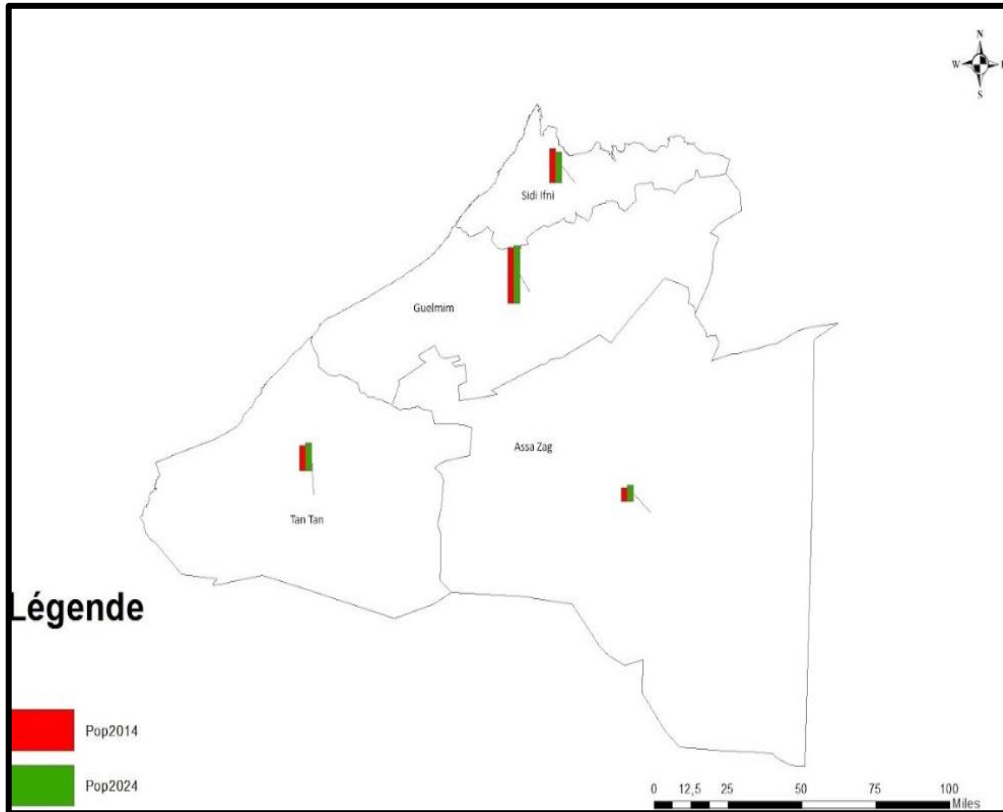 N
W
S
Sidi Ifni
Guelmim
Assa Zag
Tan Tan
Légende
Pop2014
Pop2024
0 12,5 25 50 75 100
Miles